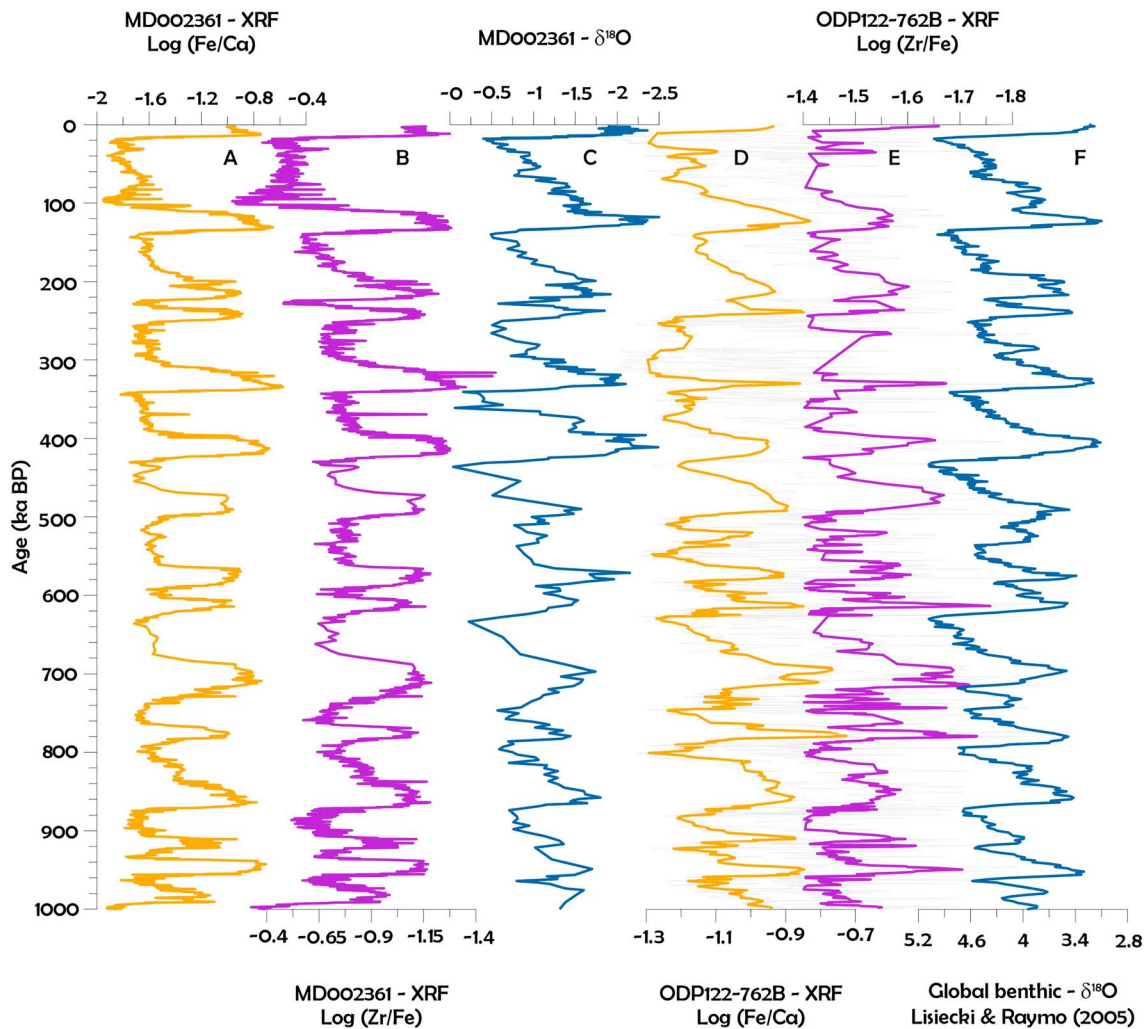 MD002361 - XRF
Log (Fe/Ca)
MD002361 - δ¹⁸O
ODP122-762B - XRF
Log (Zr/Fe)
-2 -1.6 -1.2 -0.8 -0.4
-0 -0.5 -1 -1.5 -2 -2.5
-1.4 -1.5 -1.6 -1.7 -1.8
A B C D E F
Age (ka BP)
0
100
200
300
400
500
600
700
800
900
1000
-0.4 -0.65 -0.9 -1.15 -1.4
-1.3 -1.1 -0.9 -0.7
5.2 4.6 4 3.4 2.8
MD002361 - XRF
Log (Zr/Fe)
ODP122-762B - XRF
Log (Fe/Ca)
Global benthic - δ¹⁸O
Lisiecki & Raymo (2005)